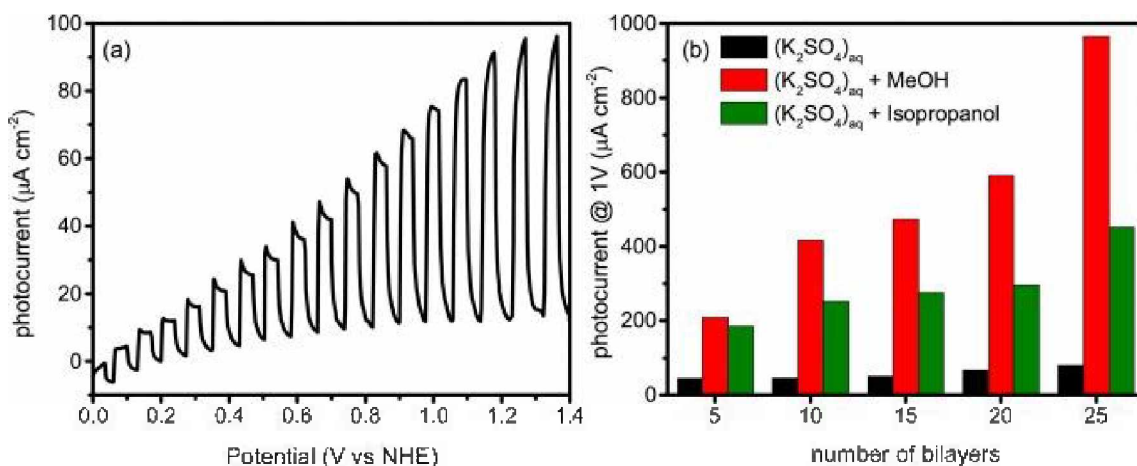 (a)
photocurrent (μA cm⁻²)
100
80
60
40
20
0
0.0 0.2 0.4 0.6 0.8 1.0 1.2 1.4
Potential (V vs NHE)
(b)
(K₂SO₄)aq
(K₂SO₄)aq + MeOH
(K₂SO₄)aq + Isopropanol
photocurrent @ 1V (μA cm⁻²)
1000
800
600
400
200
0
5 10 15 20 25
number of bilayers